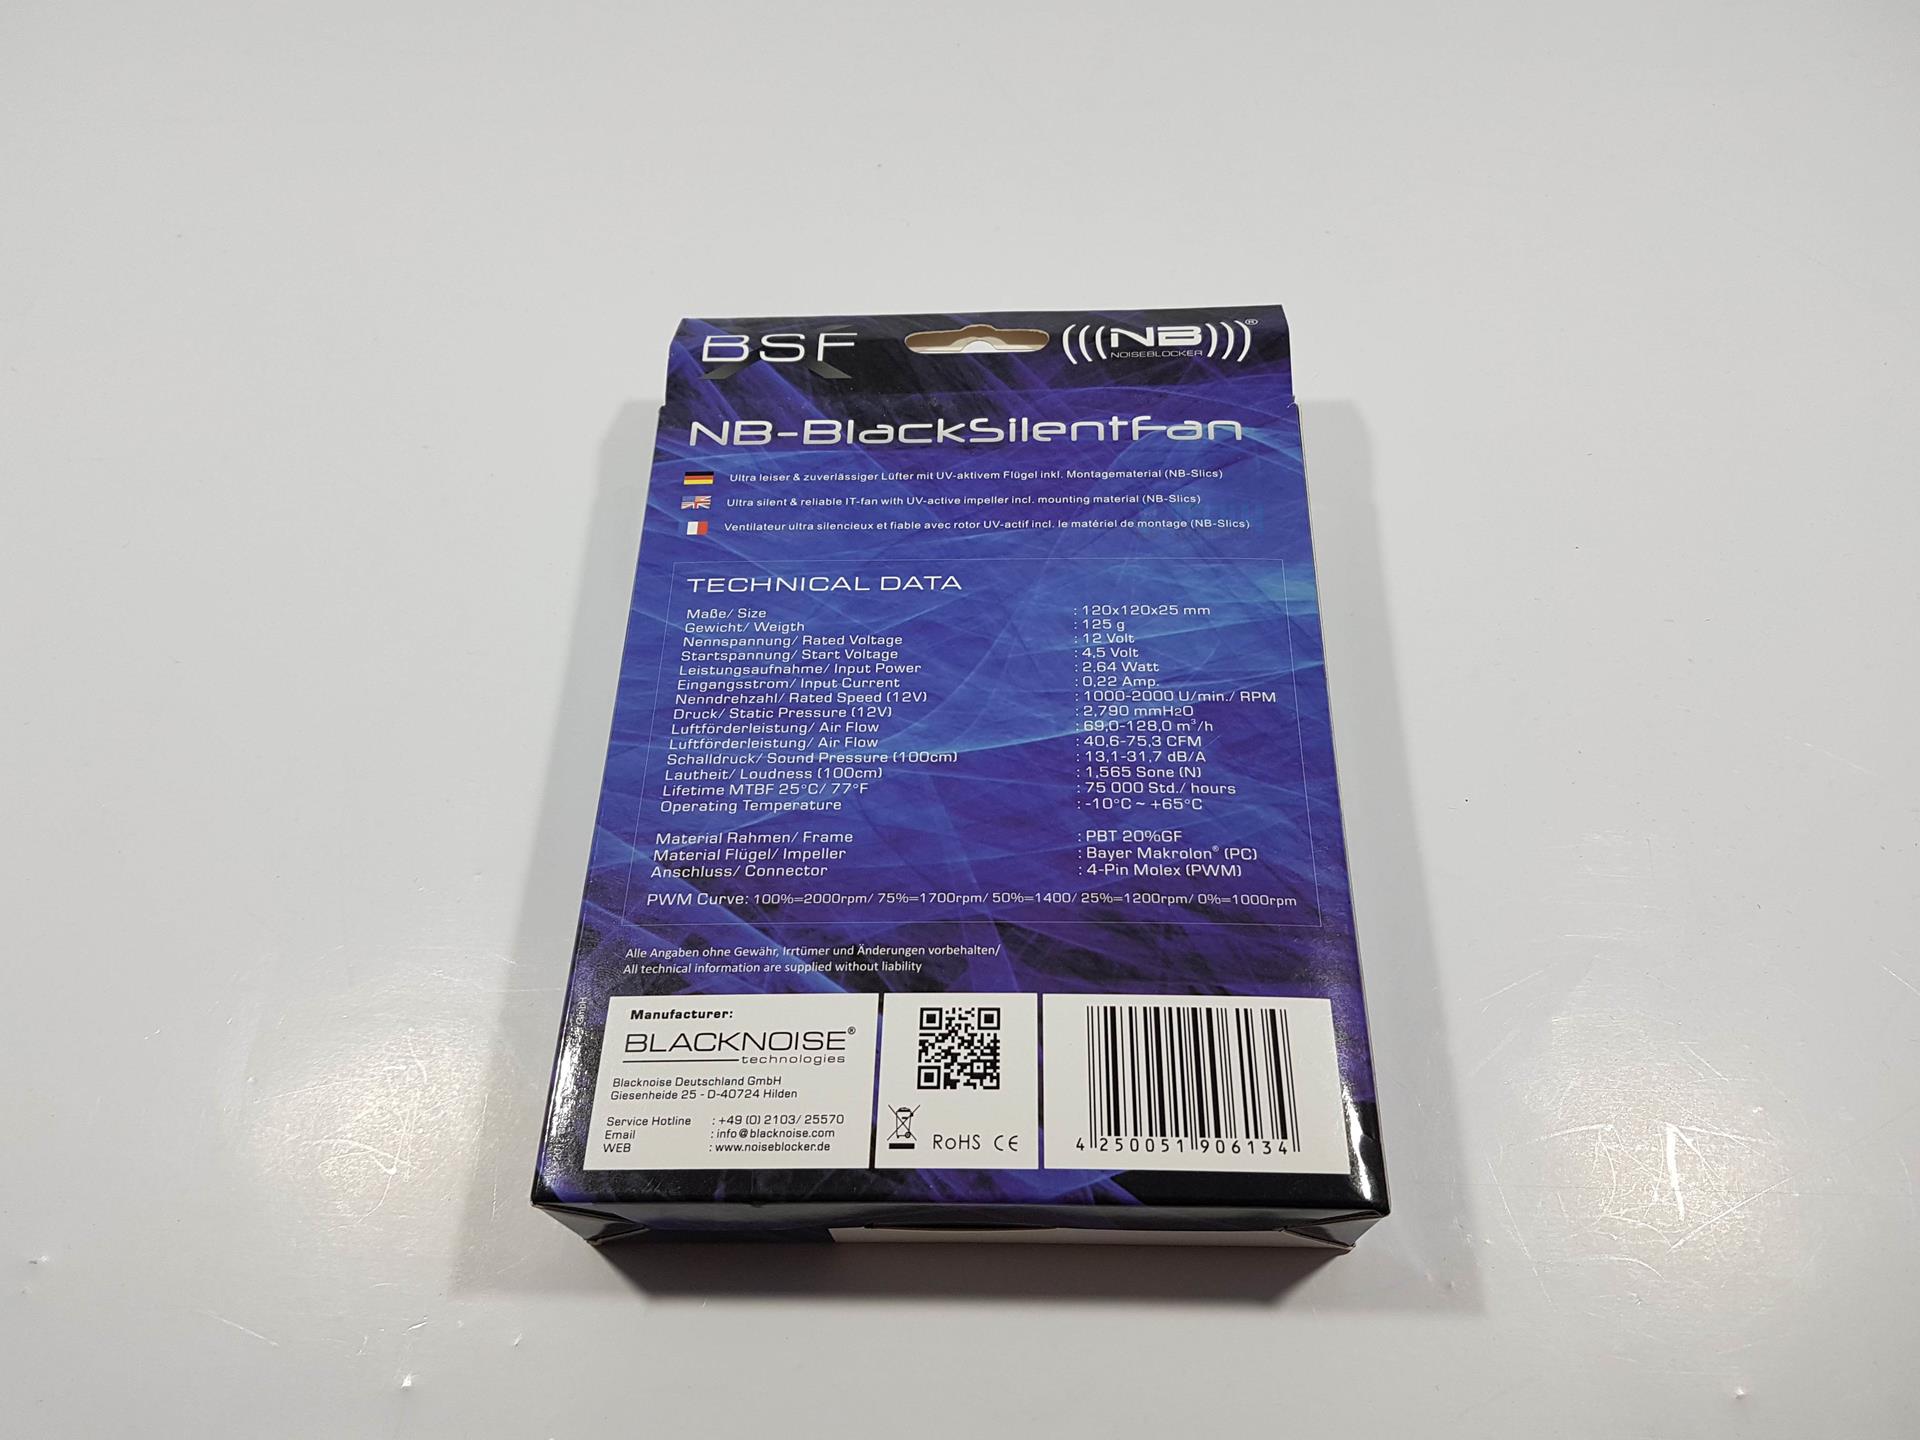 BSF
(((NB)))®
NOISEBLOCKER
NB-BlackSilentFan
Ultra leiser & zuverlässiger Lüfter mit UV-aktivem Flügel inkl. Montagematerial (NB-Slics)
Ultra silent & reliable IT-fan with UV-active impeller incl. mounting material (NB-Slics)
Ventilateur ultra silencieux et fiable avec rotor UV-actif incl. le matériel de montage (NB-Slics)
TECHNICAL DATA
Maße/ Size : 120x120x25 mm
Gewicht/ Weigth : 125 g
Nennspannung/ Rated Voltage : 12 Volt
Startspannung/ Start Voltage : 4,5 Volt
Leistungsaufnahme/ Input Power : 2,64 Watt
Eingangsstrom/ Input Current : 0,22 Amp.
Nenndrehzahl/ Rated Speed (12V) : 1000-2000 U/min./ RPM
Druck/ Static Pressure (12V) : 2,790 mmH2O
Luftförderleistung/ Air Flow : 69,0-128,0 m³/h
Luftförderleistung/ Air Flow : 40,6-75,3 CFM
Schalldruck/ Sound Pressure (100cm) : 13,1-31,7 dB/A
Lautheit/ Loudness (100cm) : 1,565 Sone (N)
Lifetime MTBF 25°C/ 77°F : 75 000 Std./ hours
Operating Temperature : -10°C ~ +65°C
Material Rahmen/ Frame : PBT 20%GF
Material Flügel/ Impeller : Bayer Makrolon® (PC)
Anschluss/ Connector : 4-Pin Molex (PWM)
PWM Curve: 100%=2000rpm/ 75%=1700rpm/ 50%=1400/ 25%=1200rpm/ 0%=1000rpm
Alle Angaben ohne Gewähr, Irrtümer und Änderungen vorbehalten/
All technical information are supplied without liability
Manufacturer:
BLACKNOISE®
technologies
Blacknoise Deutschland GmbH
Giesenheide 25 - D-40724 Hilden
Service Hotline : +49 (0) 2103/ 25570
Email : info@blacknoise.com
WEB : www.noiseblocker.de
RoHS CE
4 250051 906134
GmbH